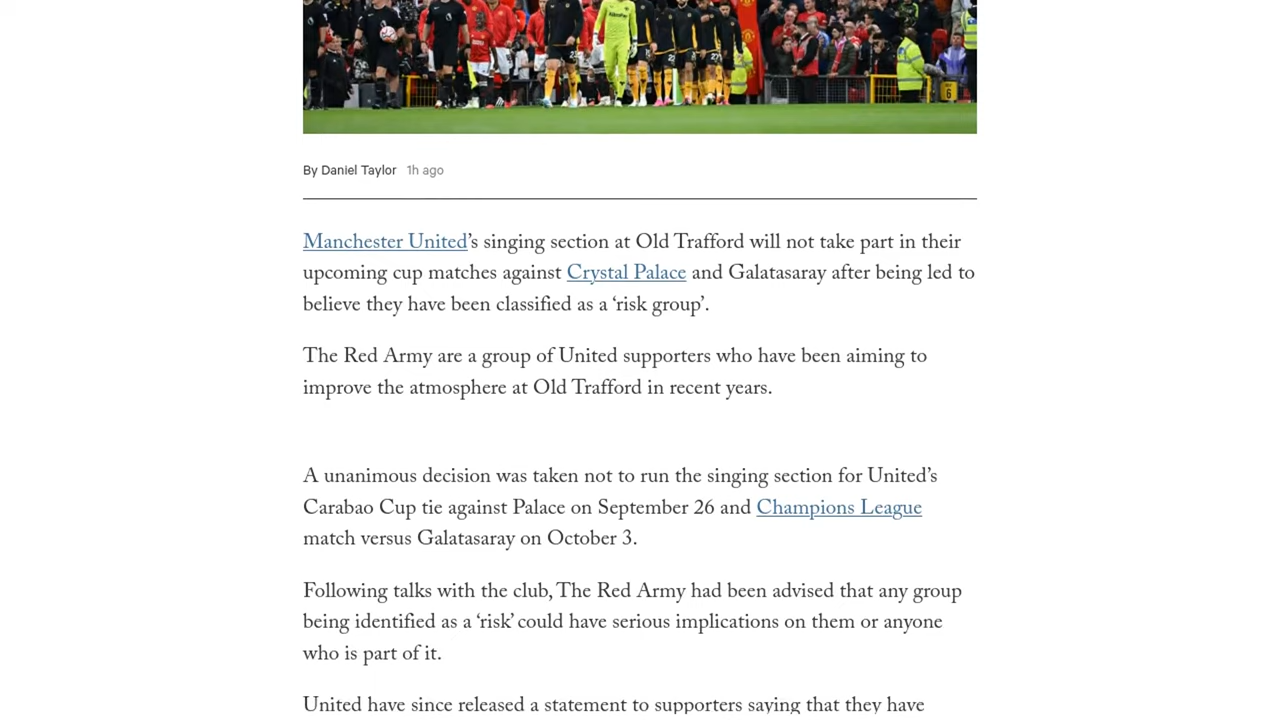 By Daniel Taylor 1h ago
Manchester United’s singing section at Old Trafford will not take part in their
upcoming cup matches against Crystal Palace and Galatasaray after being led to
believe they have been classified as a ‘risk group’.
The Red Army are a group of United supporters who have been aiming to
improve the atmosphere at Old Trafford in recent years.
A unanimous decision was taken not to run the singing section for United’s
Carabao Cup tie against Palace on September 26 and Champions League
match versus Galatasaray on October 3.
Following talks with the club, The Red Army had been advised that any group
being identified as a ‘risk’ could have serious implications on them or anyone
who is part of it.
United have since released a statement to supporters saying that they have